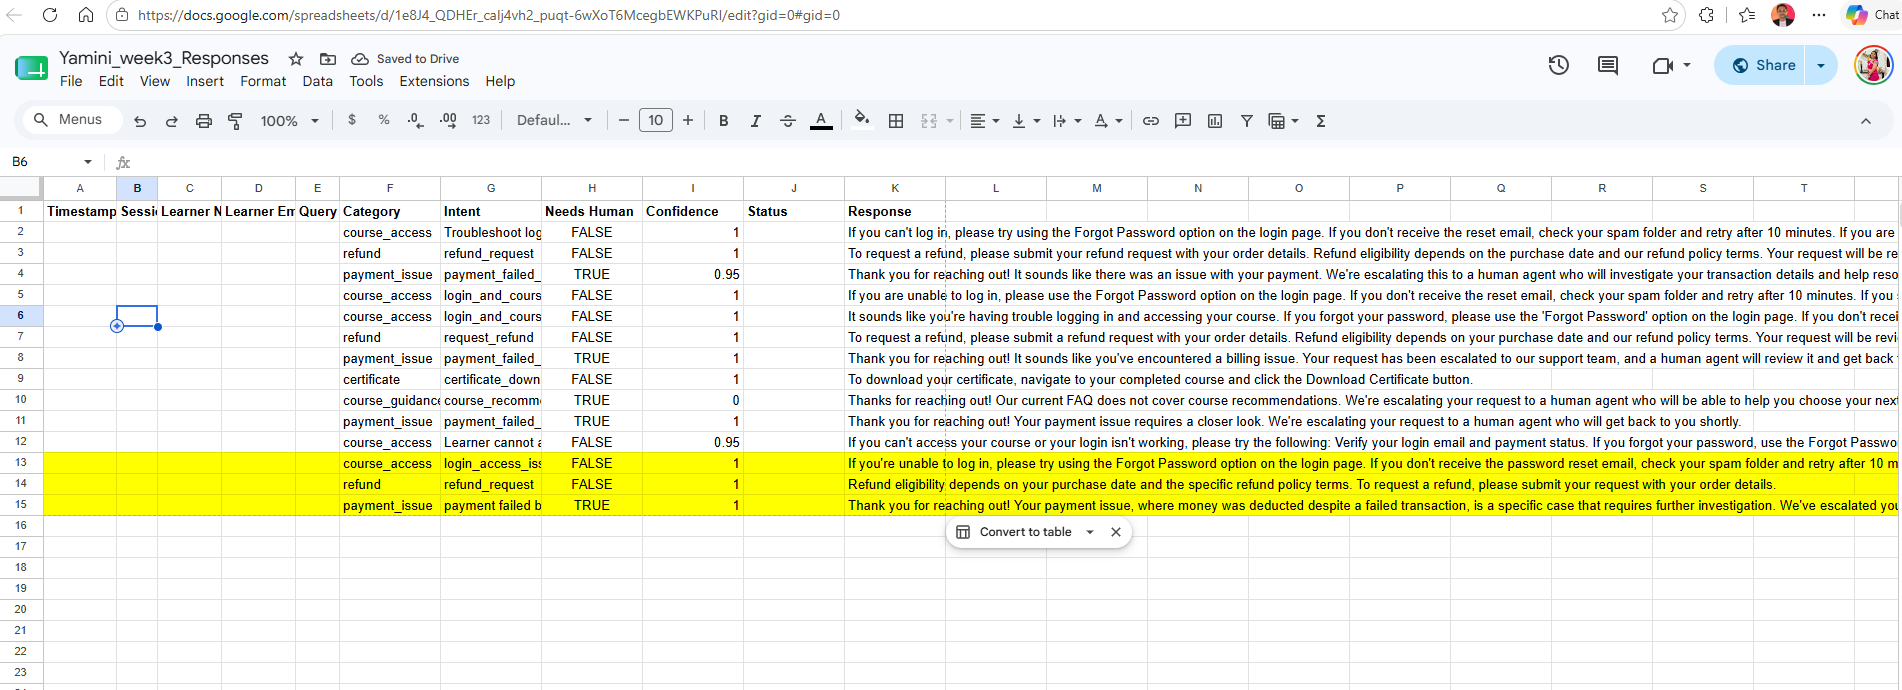 https://docs.google.com/spreadsheets/d/1e8J4_QDHEr_calj4vh2_puqt-6wXoT6McegbEWKPuRI/edit?gid=0#gid=0
Chat
Yamini_week3_Responses
Saved to Drive
File Edit View Insert Format Data Tools Extensions Help
Share
Menus 100% $ % .0 .00 123 Defaul... 10 B I A
B6 fx
A B C D E F G H I J K L M N O P Q R S T
1 Timestamp Sessi Learner N Learner Em Query Category Intent Needs Human Confidence Status Response
2 course_access Troubleshoot log FALSE 1 If you can't log in, please try using the Forgot Password option on the login page. If you don't receive the reset email, check your spam folder and retry after 10 minutes. If you are
3 refund refund_request FALSE 1 To request a refund, please submit your refund request with your order details. Refund eligibility depends on the purchase date and our refund policy terms. Your request will be re
4 payment_issue payment_failed_ TRUE 0.95 Thank you for reaching out! It sounds like there was an issue with your payment. We're escalating this to a human agent who will investigate your transaction details and help reso
5 course_access login_and_cours FALSE 1 If you are unable to log in, please use the Forgot Password option on the login page. If you don't receive the reset email, check your spam folder and retry after 10 minutes. If you
6 course_access login_and_cours FALSE 1 It sounds like you're having trouble logging in and accessing your course. If you forgot your password, please use the 'Forgot Password' option on the login page. If you don't recei
7 refund request_refund FALSE 1 To request a refund, please submit a refund request with your order details. Refund eligibility depends on your purchase date and our refund policy terms. Your request will be revi
8 payment_issue payment_failed_ TRUE 1 Thank you for reaching out! It sounds like you've encountered a billing issue. Your request has been escalated to our support team, and a human agent will review it and get back
9 certificate certificate_down FALSE 1 To download your certificate, navigate to your completed course and click the Download Certificate button.
10 course_guidance course_recomm TRUE 0 Thanks for reaching out! Our current FAQ does not cover course recommendations. We're escalating your request to a human agent who will be able to help you choose your next
11 payment_issue payment_failed_ TRUE 1 Thank you for reaching out! Your payment issue requires a closer look. We're escalating your request to a human agent who will get back to you shortly.
12 course_access Learner cannot a FALSE 0.95 If you can't access your course or your login isn't working, please try the following: Verify your login email and payment status. If you forgot your password, use the Forgot Passwo
13 course_access login_access_iss FALSE 1 If you're unable to log in, please try using the Forgot Password option on the login page. If you don't receive the password reset email, check your spam folder and retry after 10 m
14 refund refund_request FALSE 1 Refund eligibility depends on your purchase date and the specific refund policy terms. To request a refund, please submit your request with your order details.
15 payment_issue payment failed b TRUE 1 Thank you for reaching out! Your payment issue, where money was deducted despite a failed transaction, is a specific case that requires further investigation. We've escalated you
16
Convert to table
17
18
19
20
21
22
23